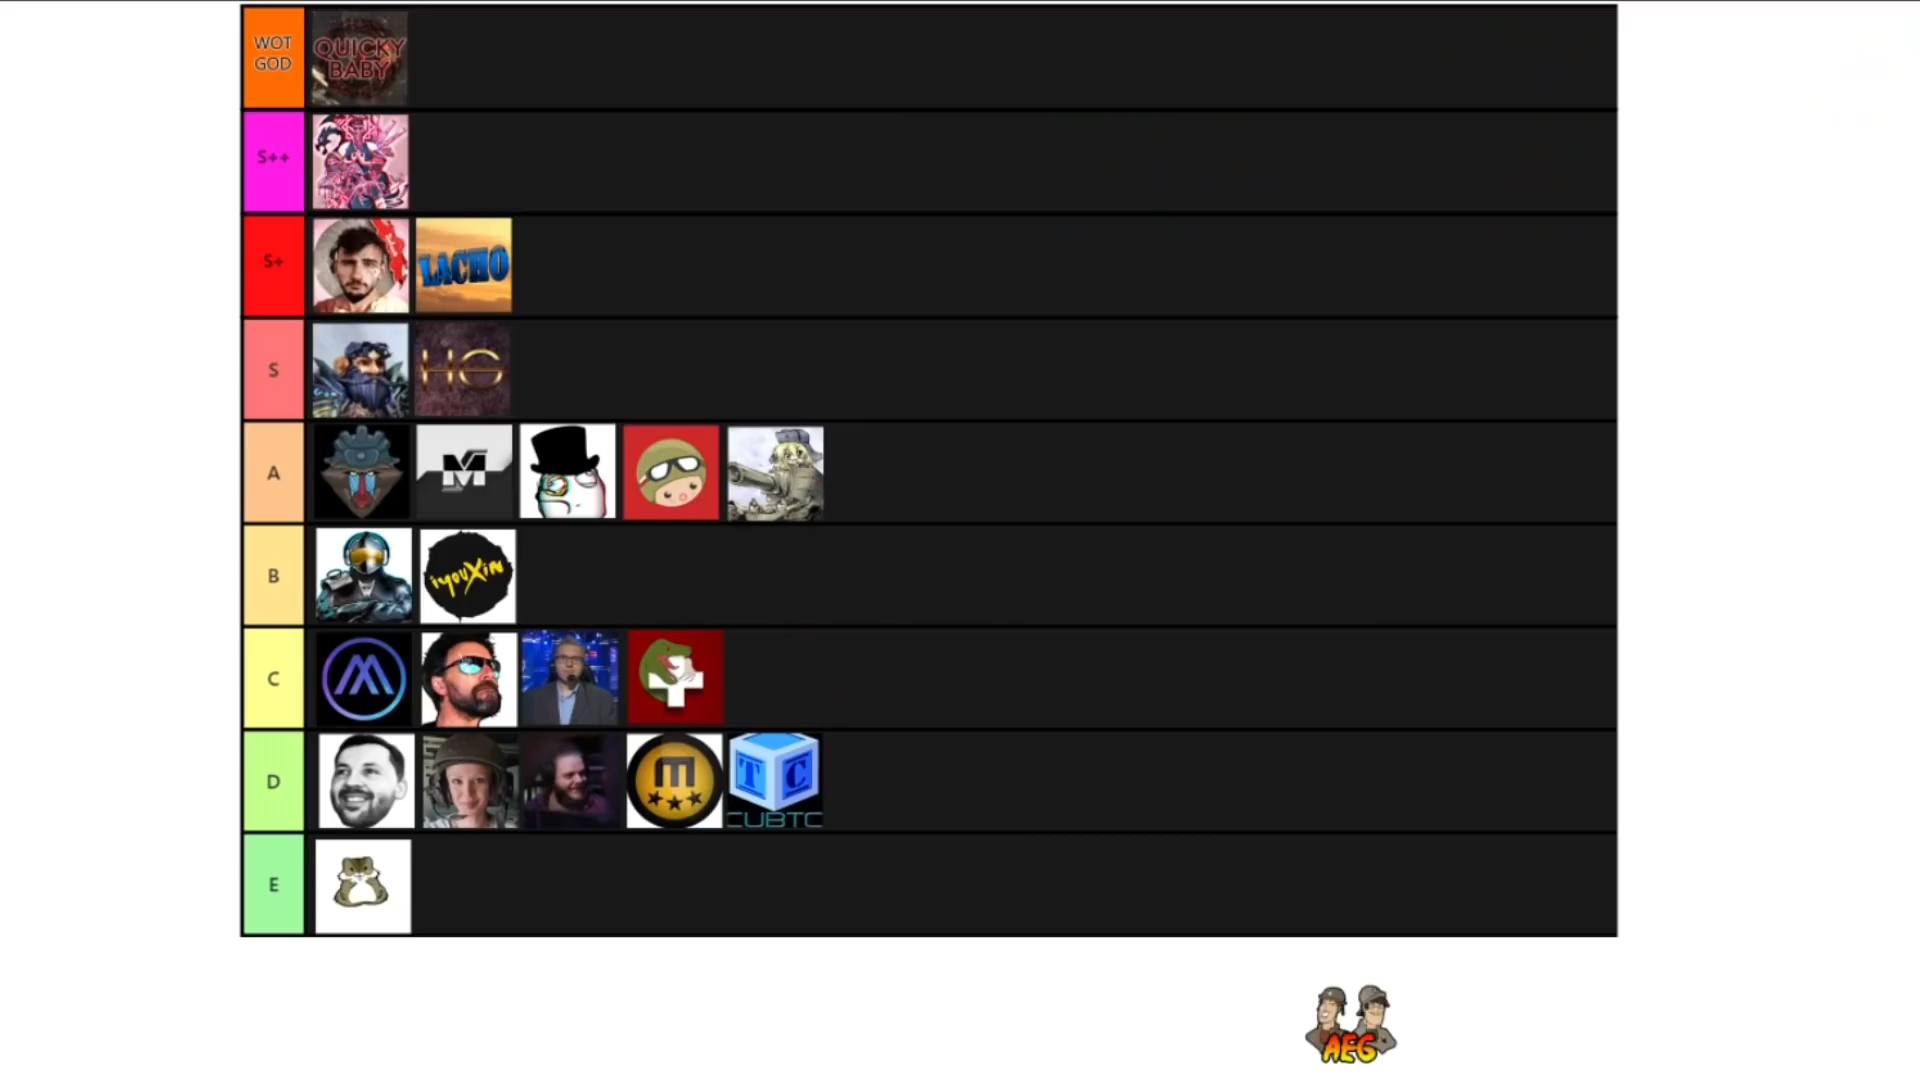 WOT
GOD
QUICKY
BABY
S++
S+
LACHO
S
HG
A
M
B
iyouXin
C
D
m
T C
CUBTC
E
AEG